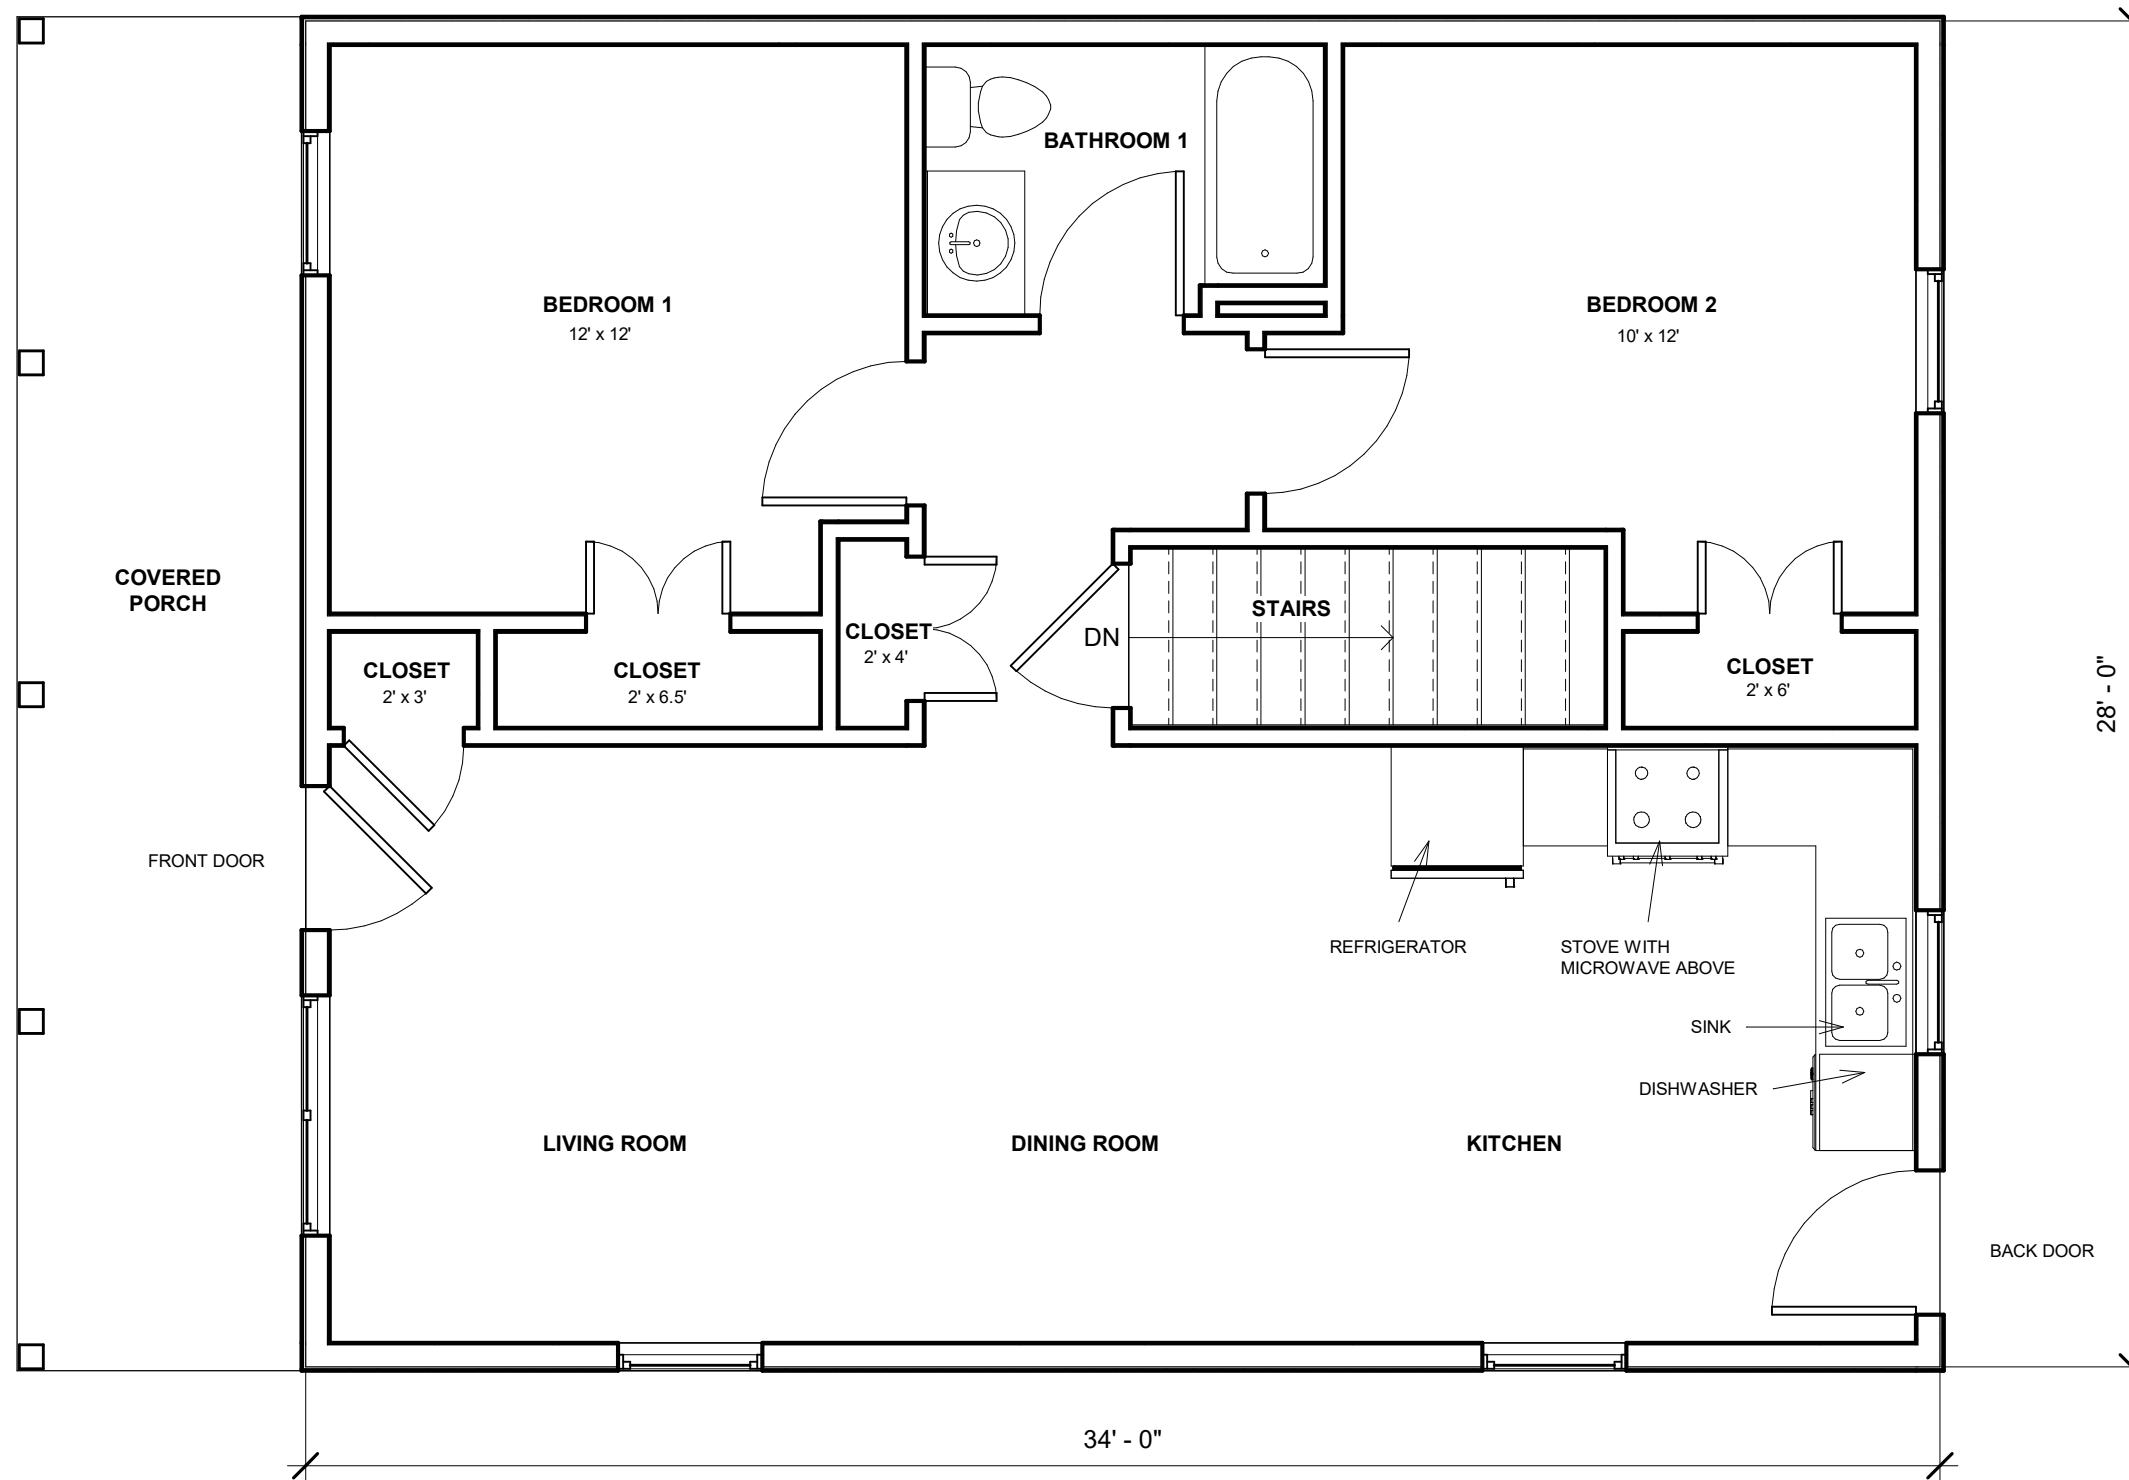 BATHROOM 1
BEDROOM 1
12' x 12'
BEDROOM 2
10' x 12'
COVERED
PORCH
CLOSET
2' x 3'
CLOSET
2' x 6.5'
CLOSET
2' x 4'
DN
STAIRS
CLOSET
2' x 6'
28' - 0"
FRONT DOOR
REFRIGERATOR
STOVE WITH
MICROWAVE ABOVE
SINK
DISHWASHER
LIVING ROOM
DINING ROOM
KITCHEN
BACK DOOR
34' - 0"